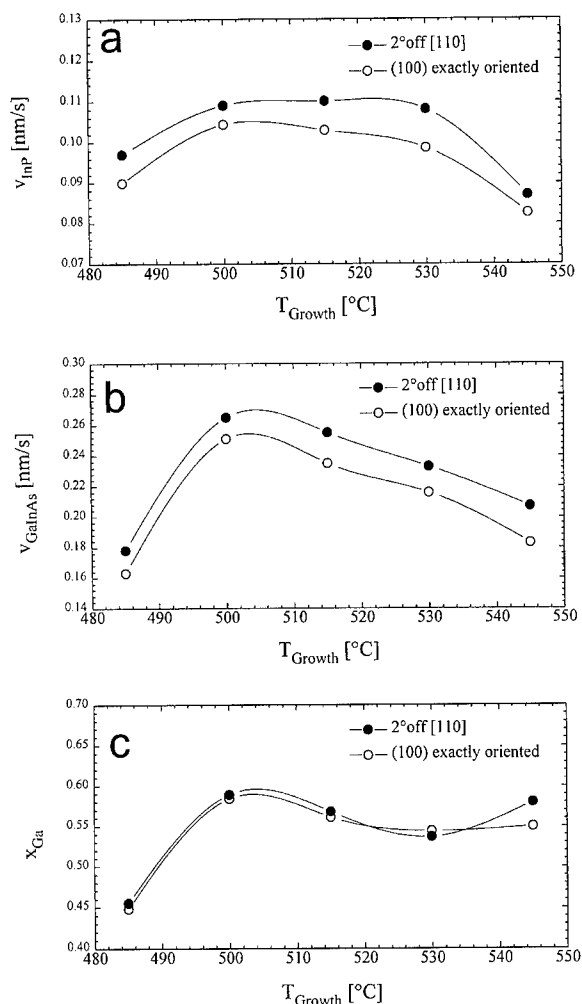 a
2°off [110]
(100) exactly oriented
v_InP [nm/s]
0.13
0.12
0.11
0.10
0.09
0.08
0.07
480 490 500 510 520 530 540 550
T_Growth [°C]
b
2°off [110]
(100) exactly oriented
v_GaInAs [nm/s]
0.30
0.28
0.26
0.24
0.22
0.20
0.18
0.16
0.14
480 490 500 510 520 530 540 550
T_Growth [°C]
c
2°off [110]
(100) exactly oriented
x_Ga
0.70
0.65
0.60
0.55
0.50
0.45
0.40
480 490 500 510 520 530 540 550
T_Growth [°C]